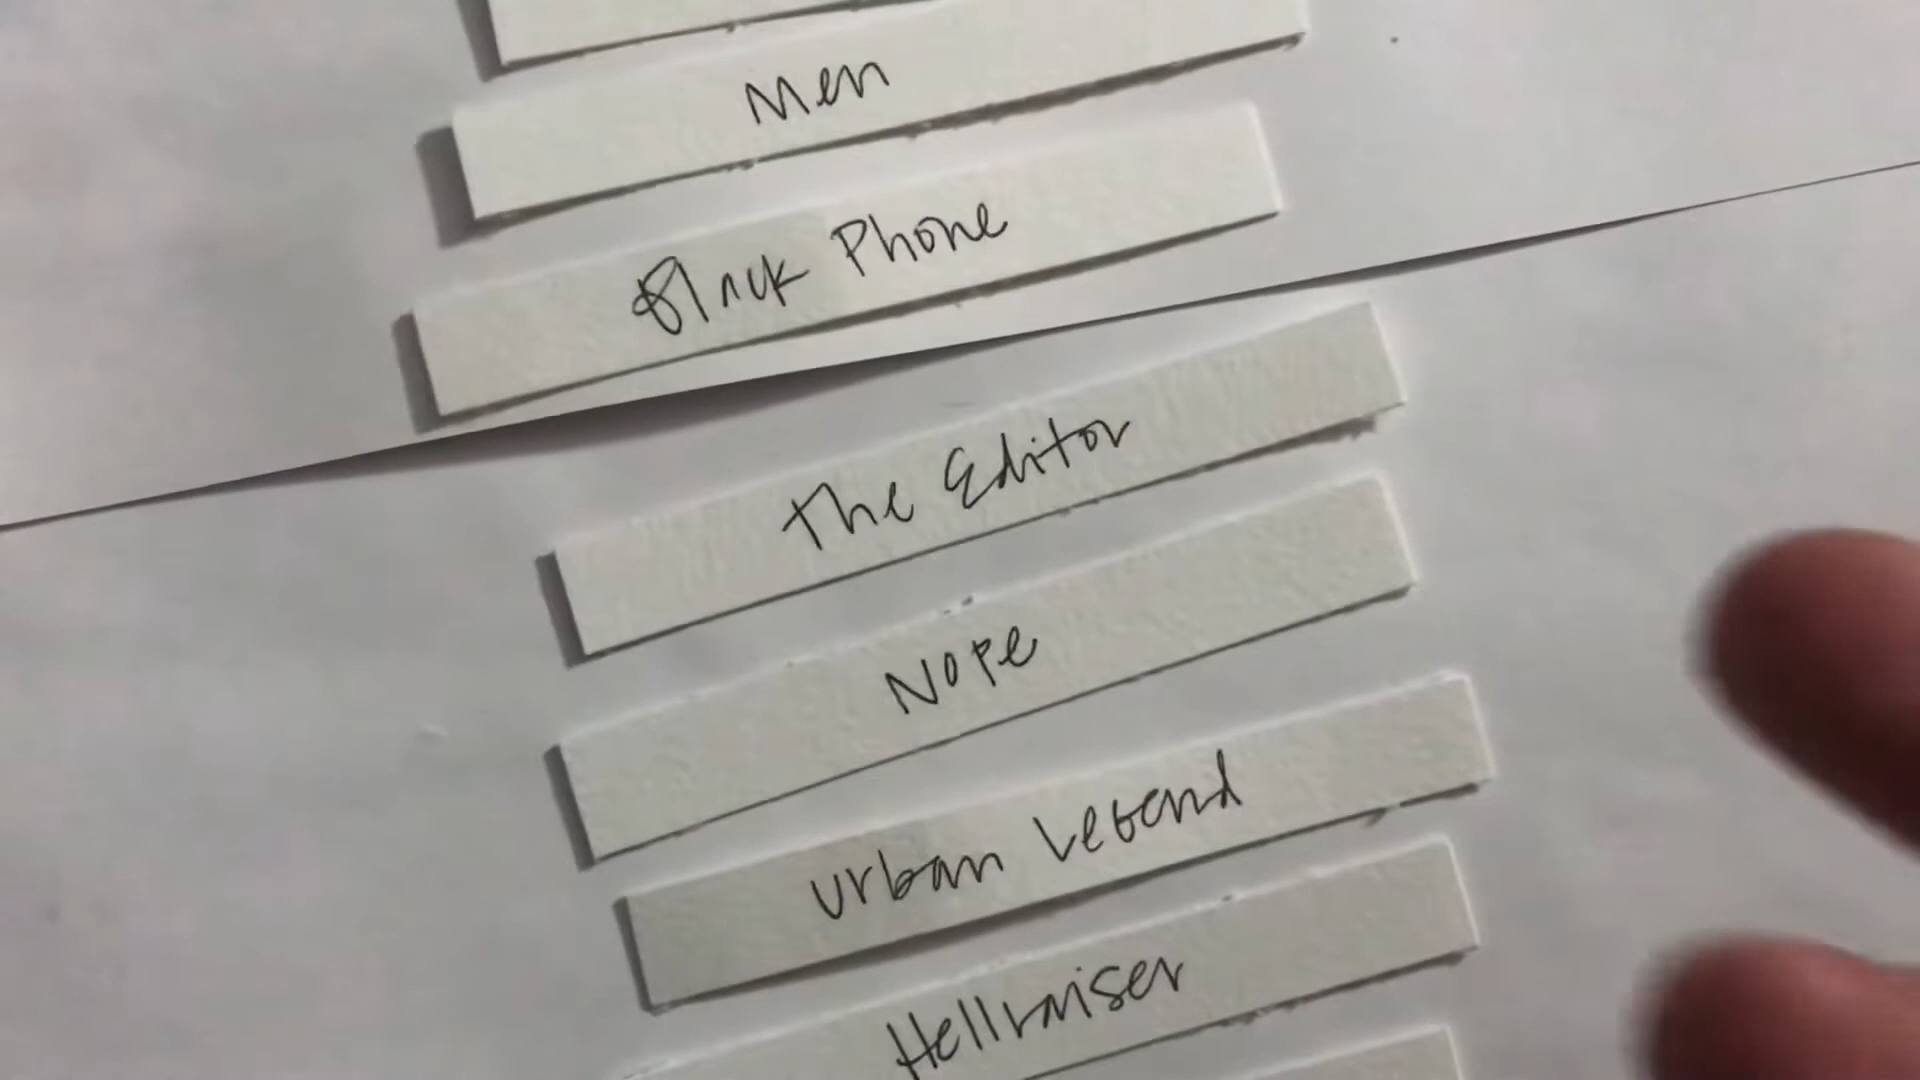 Men
Black Phone
The Editor
Nope
Urban Legend
Hellraiser